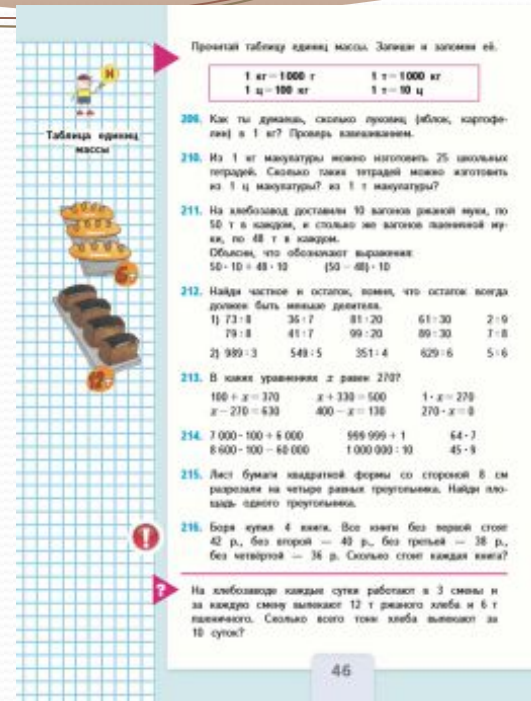 Прочитай таблицу единиц массы. Запиши и запомни её.
1 кг = 1000 г 1 т = 1000 кг
1 ц = 100 кг 1 т = 10 ц
Н
Таблица единиц
массы
209. Как ты думаешь, сколько луковиц (яблок, картофе-
лин) в 1 кг? Проверь взвешиванием.
210. Из 1 кг макулатуры можно изготовить 25 школьных
тетрадей. Сколько таких тетрадей можно изготовить
из 1 ц макулатуры? из 1 т макулатуры?
211. На хлебозавод доставили 10 вагонов ржаной муки, по
50 т в каждом, и столько же вагонов пшеничной му-
ки, по 48 т в каждом.
Объясни, что обозначают выражения:
50 · 10 + 48 · 10 (50 − 48) · 10
212. Найди частное и остаток, помня, что остаток всегда
должен быть меньше делителя.
1) 73 : 8 36 : 7 81 : 20 61 : 30 2 : 9
79 : 8 41 : 7 99 : 20 89 : 30 7 : 8
2) 989 : 3 549 : 5 351 : 4 629 : 6 5 : 6
213. В каких уравнениях x равен 270?
100 + x = 370 x + 330 = 500 1 · x = 270
x − 270 = 630 400 − x = 130 270 · x = 0
214. 7 000 · 100 + 6 000 999 999 + 1 64 · 7
8 600 · 100 − 60 000 1 000 000 : 10 45 · 9
215. Лист бумаги квадратной формы со стороной 8 см
разрезали на четыре равных треугольника. Найди пло-
щадь одного треугольника.
216. Боря купил 4 книги. Все книги без первой стоят
42 р., без второй — 40 р., без третьей — 38 р.,
без четвёртой — 36 р. Сколько стоит каждая книга?
На хлебозаводе каждые сутки работают в 3 смены и
за каждую смену выпекают 12 т ржаного хлеба и 6 т
пшеничного. Сколько всего тонн хлеба выпекают за
10 суток?
6т
12т
!
?
46